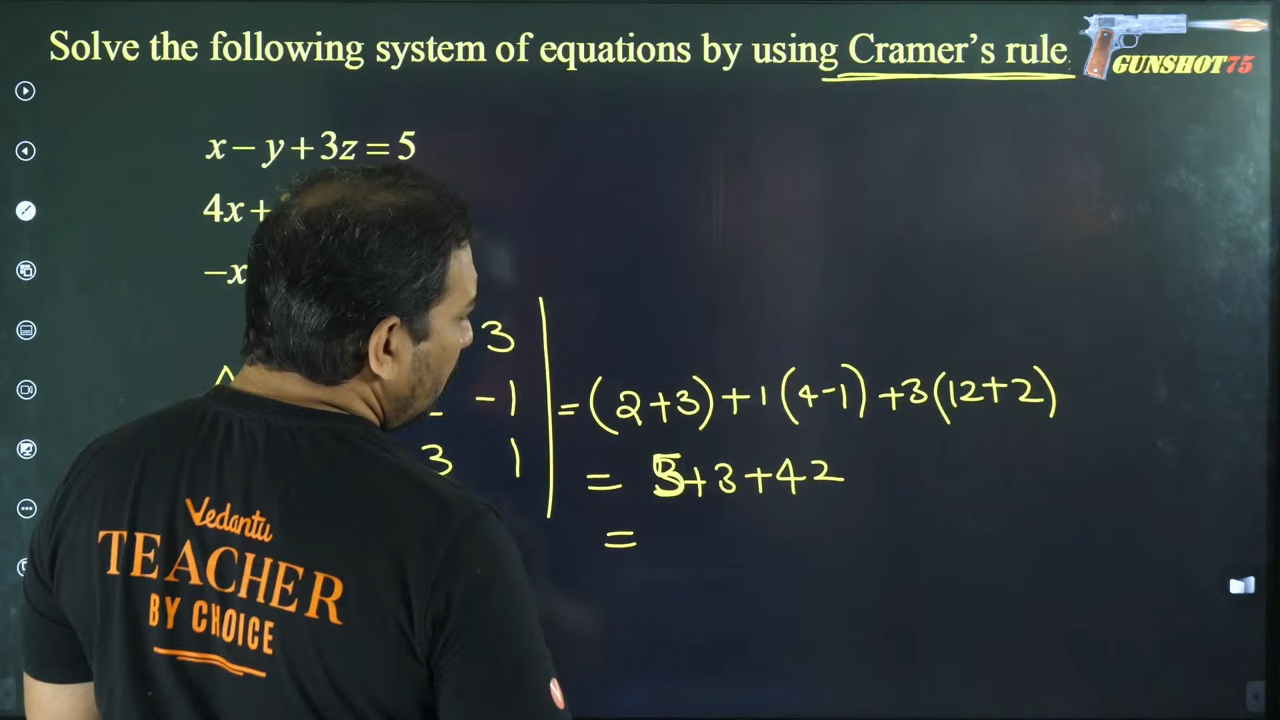 Solve the following system of equations by using Cramer's rule.
GUNSHOT75
x − y + 3z = 5
4x +
−x
3
− 1 = (2+3) + 1(4-1) + 3(12+2)
3 1
= 5+3+42
=
Vedantu
TEACHER
BY CHOICE